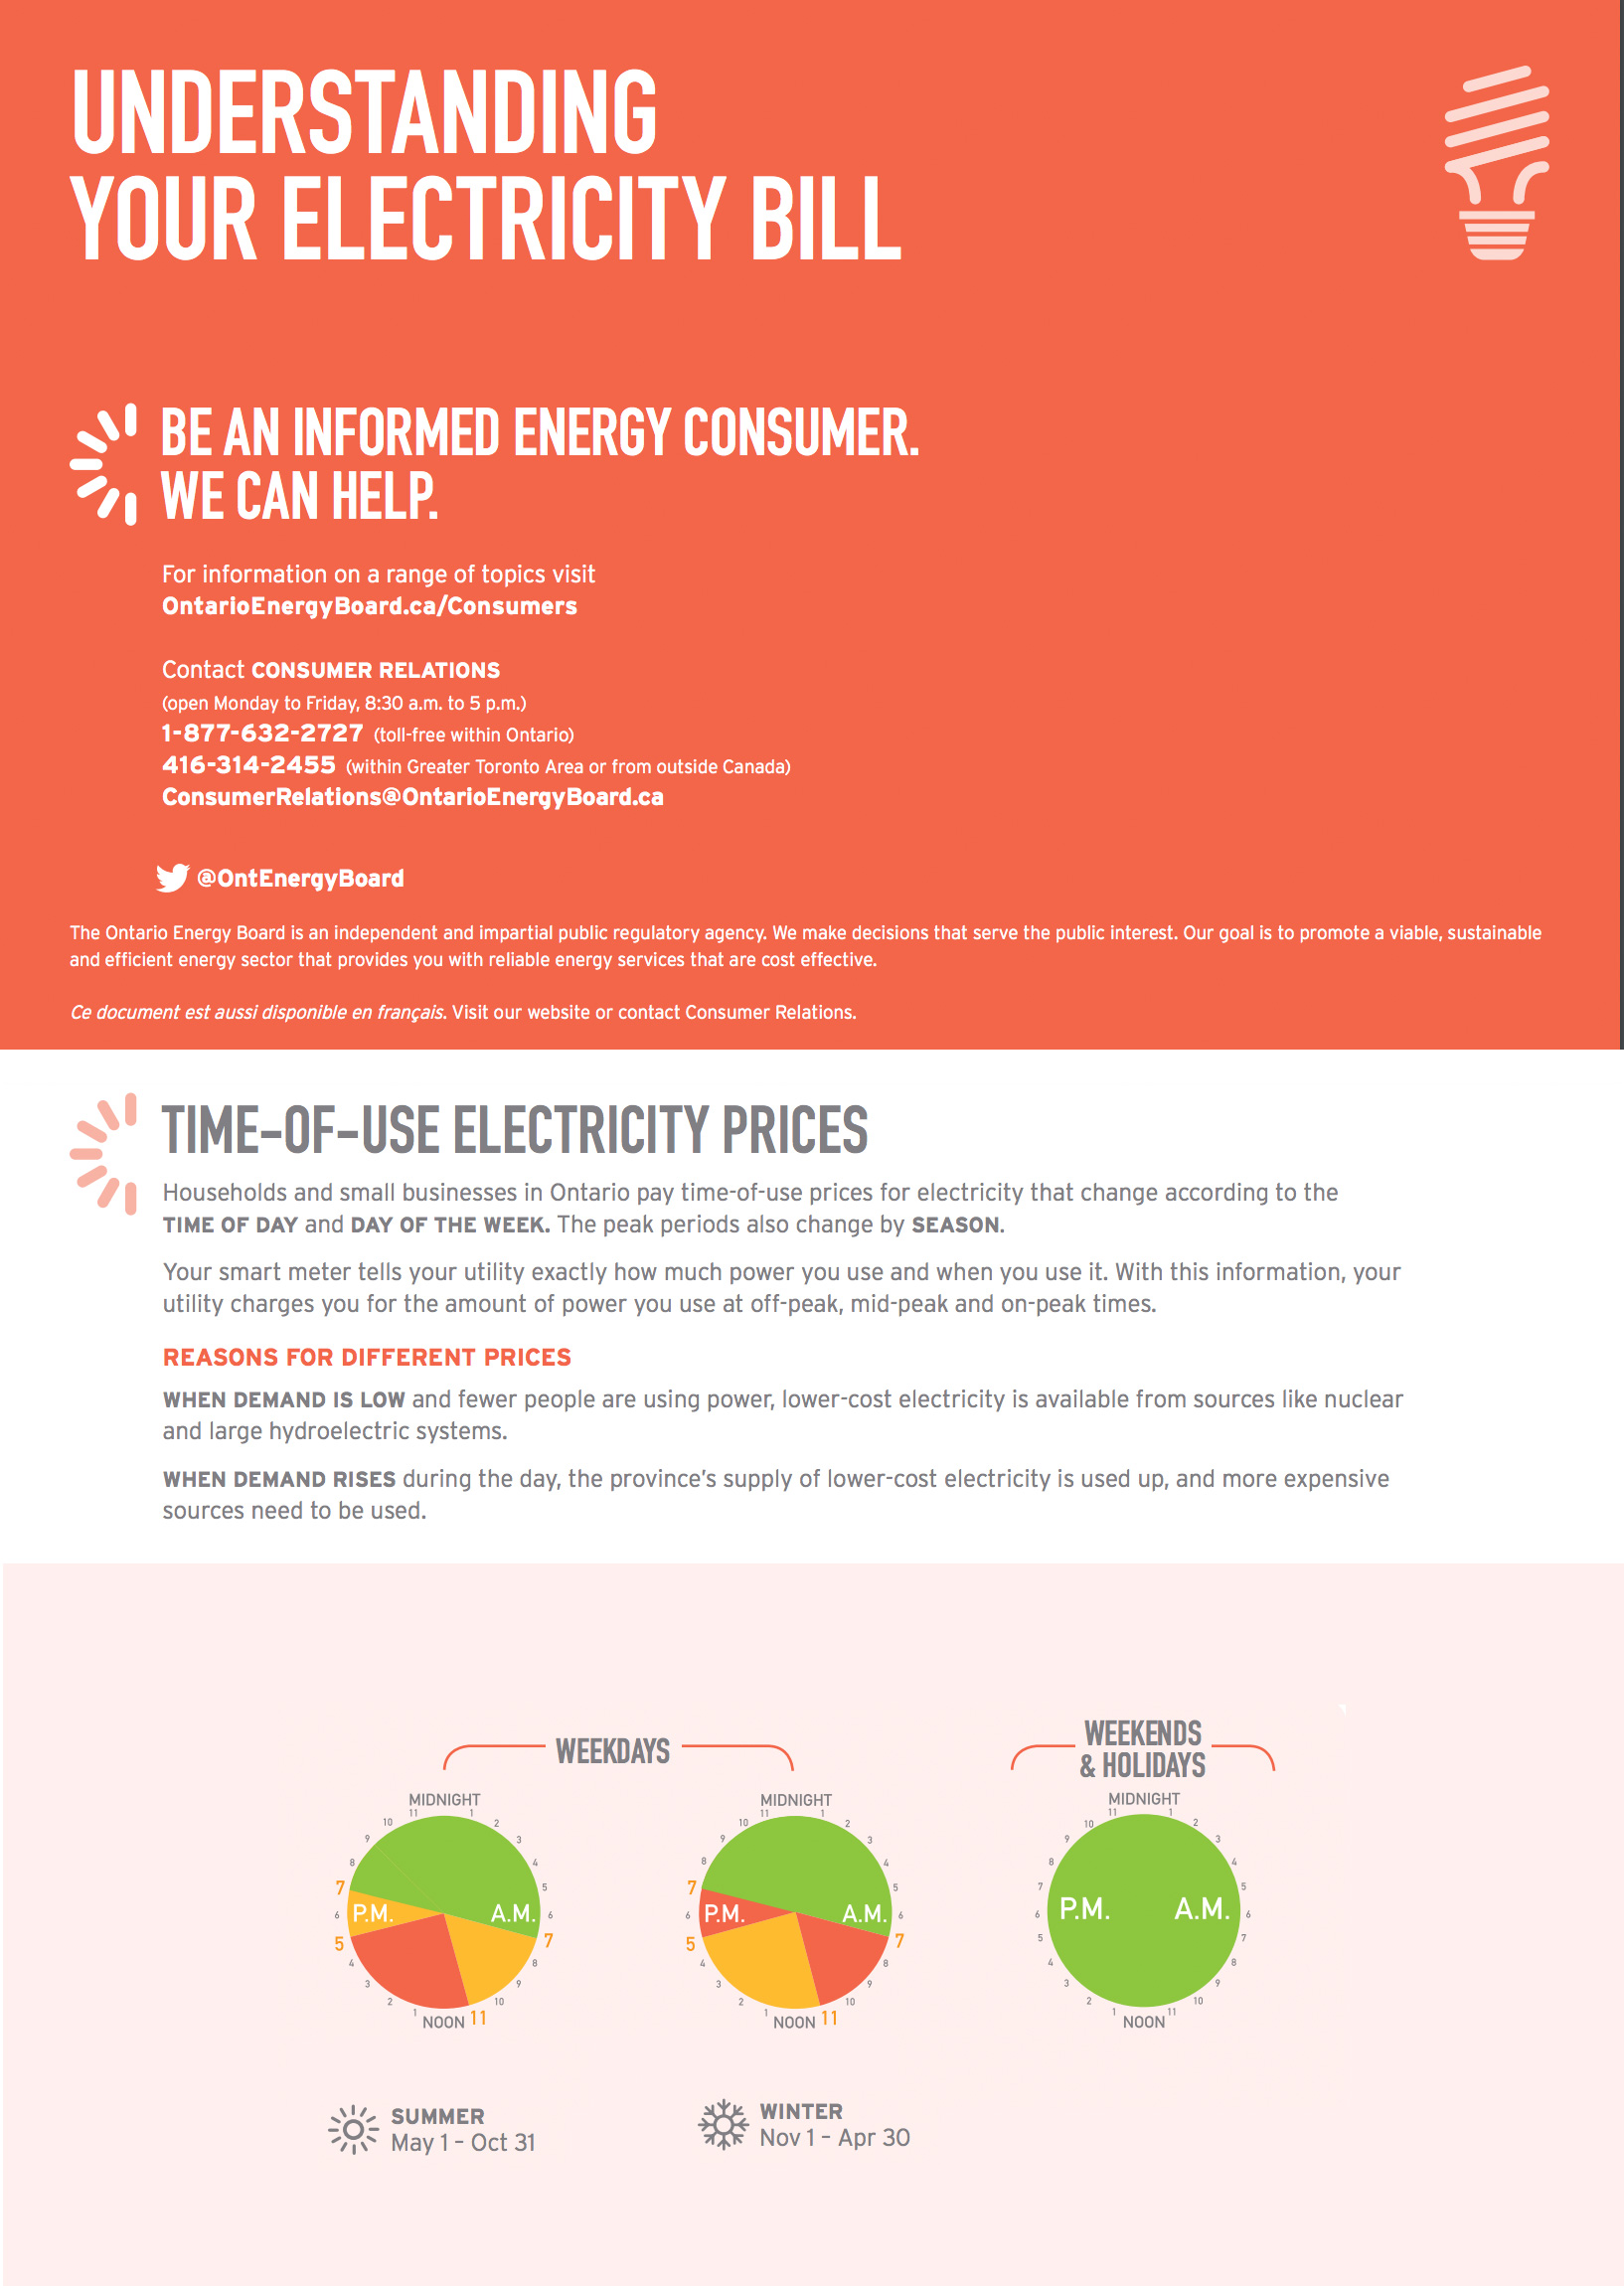 UNDERSTANDING
YOUR ELECTRICITY BILL
BE AN INFORMED ENERGY CONSUMER.
WE CAN HELP.
For information on a range of topics visit
OntarioEnergyBoard.ca/Consumers
Contact CONSUMER RELATIONS
(open Monday to Friday, 8:30 a.m. to 5 p.m.)
1-877-632-2727 (toll-free within Ontario)
416-314-2455 (within Greater Toronto Area or from outside Canada)
ConsumerRelations@OntarioEnergyBoard.ca
@OntEnergyBoard
The Ontario Energy Board is an independent and impartial public regulatory agency. We make decisions that serve the public interest. Our goal is to promote a viable, sustainable
and efficient energy sector that provides you with reliable energy services that are cost effective.
Ce document est aussi disponible en français. Visit our website or contact Consumer Relations.
TIME-OF-USE ELECTRICITY PRICES
Households and small businesses in Ontario pay time-of-use prices for electricity that change according to the
TIME OF DAY and DAY OF THE WEEK. The peak periods also change by SEASON.
Your smart meter tells your utility exactly how much power you use and when you use it. With this information, your
utility charges you for the amount of power you use at off-peak, mid-peak and on-peak times.
REASONS FOR DIFFERENT PRICES
WHEN DEMAND IS LOW and fewer people are using power, lower-cost electricity is available from sources like nuclear
and large hydroelectric systems.
WHEN DEMAND RISES during the day, the province's supply of lower-cost electricity is used up, and more expensive
sources need to be used.
WEEKDAYS
MIDNIGHT
1
2
3
4
5
6
7
8
9
10
11
NOON
1
2
3
4
5
6
7
8
9
10
11
P.M.
A.M.
SUMMER
May 1 – Oct 31
MIDNIGHT
1
2
3
4
5
6
7
8
9
10
11
NOON
1
2
3
4
5
6
7
8
9
10
11
P.M.
A.M.
WINTER
Nov 1 – Apr 30
WEEKENDS
& HOLIDAYS
MIDNIGHT
1
2
3
4
5
6
7
8
9
10
11
NOON
1
2
3
4
5
6
7
8
9
10
11
P.M.
A.M.